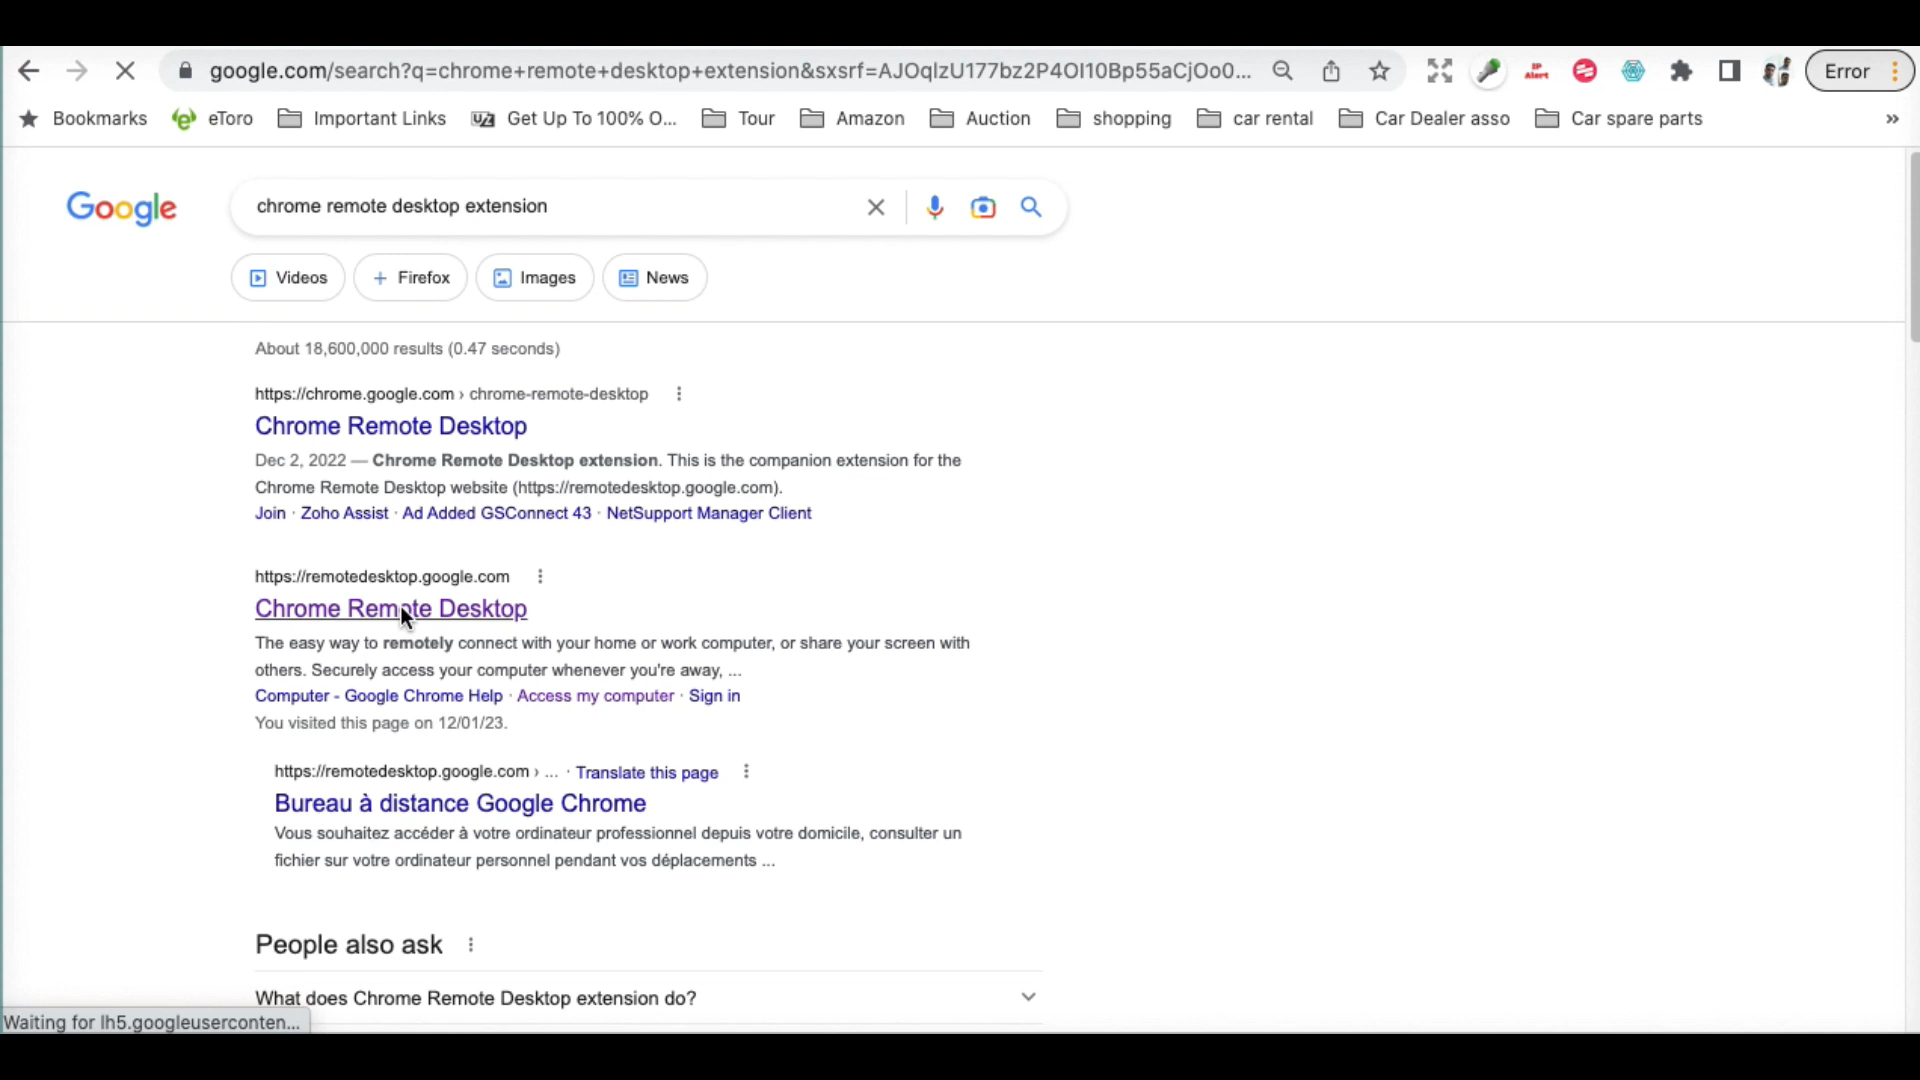 google.com/search?q=chrome+remote+desktop+extension&sxsrf=AJOqlzU177bz2P4OI10Bp55aCjOo0...
IP Alert
Error
Bookmarks eToro Important Links Get Up To 100% O... Tour Amazon Auction shopping car rental Car Dealer asso Car spare parts »
Google chrome remote desktop extension
Videos Firefox Images News
About 18,600,000 results (0.47 seconds)
https://chrome.google.com › chrome-remote-desktop
Chrome Remote Desktop
Dec 2, 2022 — Chrome Remote Desktop extension. This is the companion extension for the
Chrome Remote Desktop website (https://remotedesktop.google.com).
Join · Zoho Assist · Ad Added GSConnect 43 · NetSupport Manager Client
https://remotedesktop.google.com
Chrome Remote Desktop
The easy way to remotely connect with your home or work computer, or share your screen with
others. Securely access your computer whenever you're away, ...
Computer - Google Chrome Help · Access my computer · Sign in
You visited this page on 12/01/23.
https://remotedesktop.google.com › ... · Translate this page
Bureau à distance Google Chrome
Vous souhaitez accéder à votre ordinateur professionnel depuis votre domicile, consulter un
fichier sur votre ordinateur personnel pendant vos déplacements ...
People also ask
What does Chrome Remote Desktop extension do?
Waiting for lh5.googleuserconten...